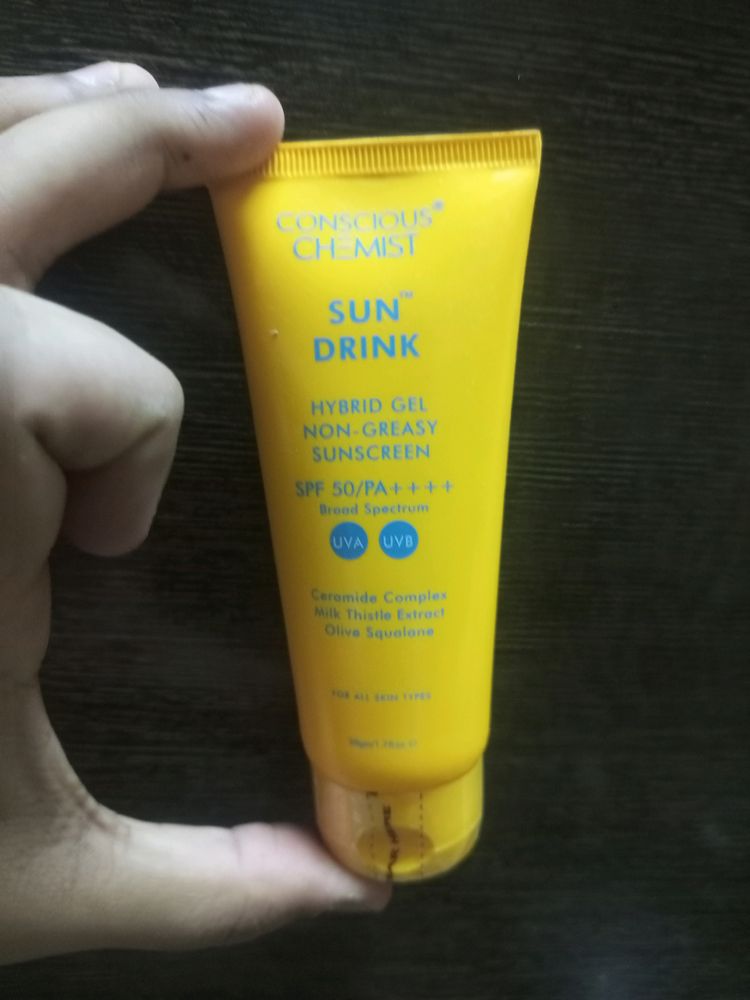 CONSCIOUS®
CHEMIST
SUN™
DRINK
HYBRID GEL
NON-GREASY
SUNSCREEN
SPF 50/PA++++
Broad Spectrum
UVA UVB
Ceramide Complex
Milk Thistle Extract
Olive Squalane
FOR ALL SKIN TYPES